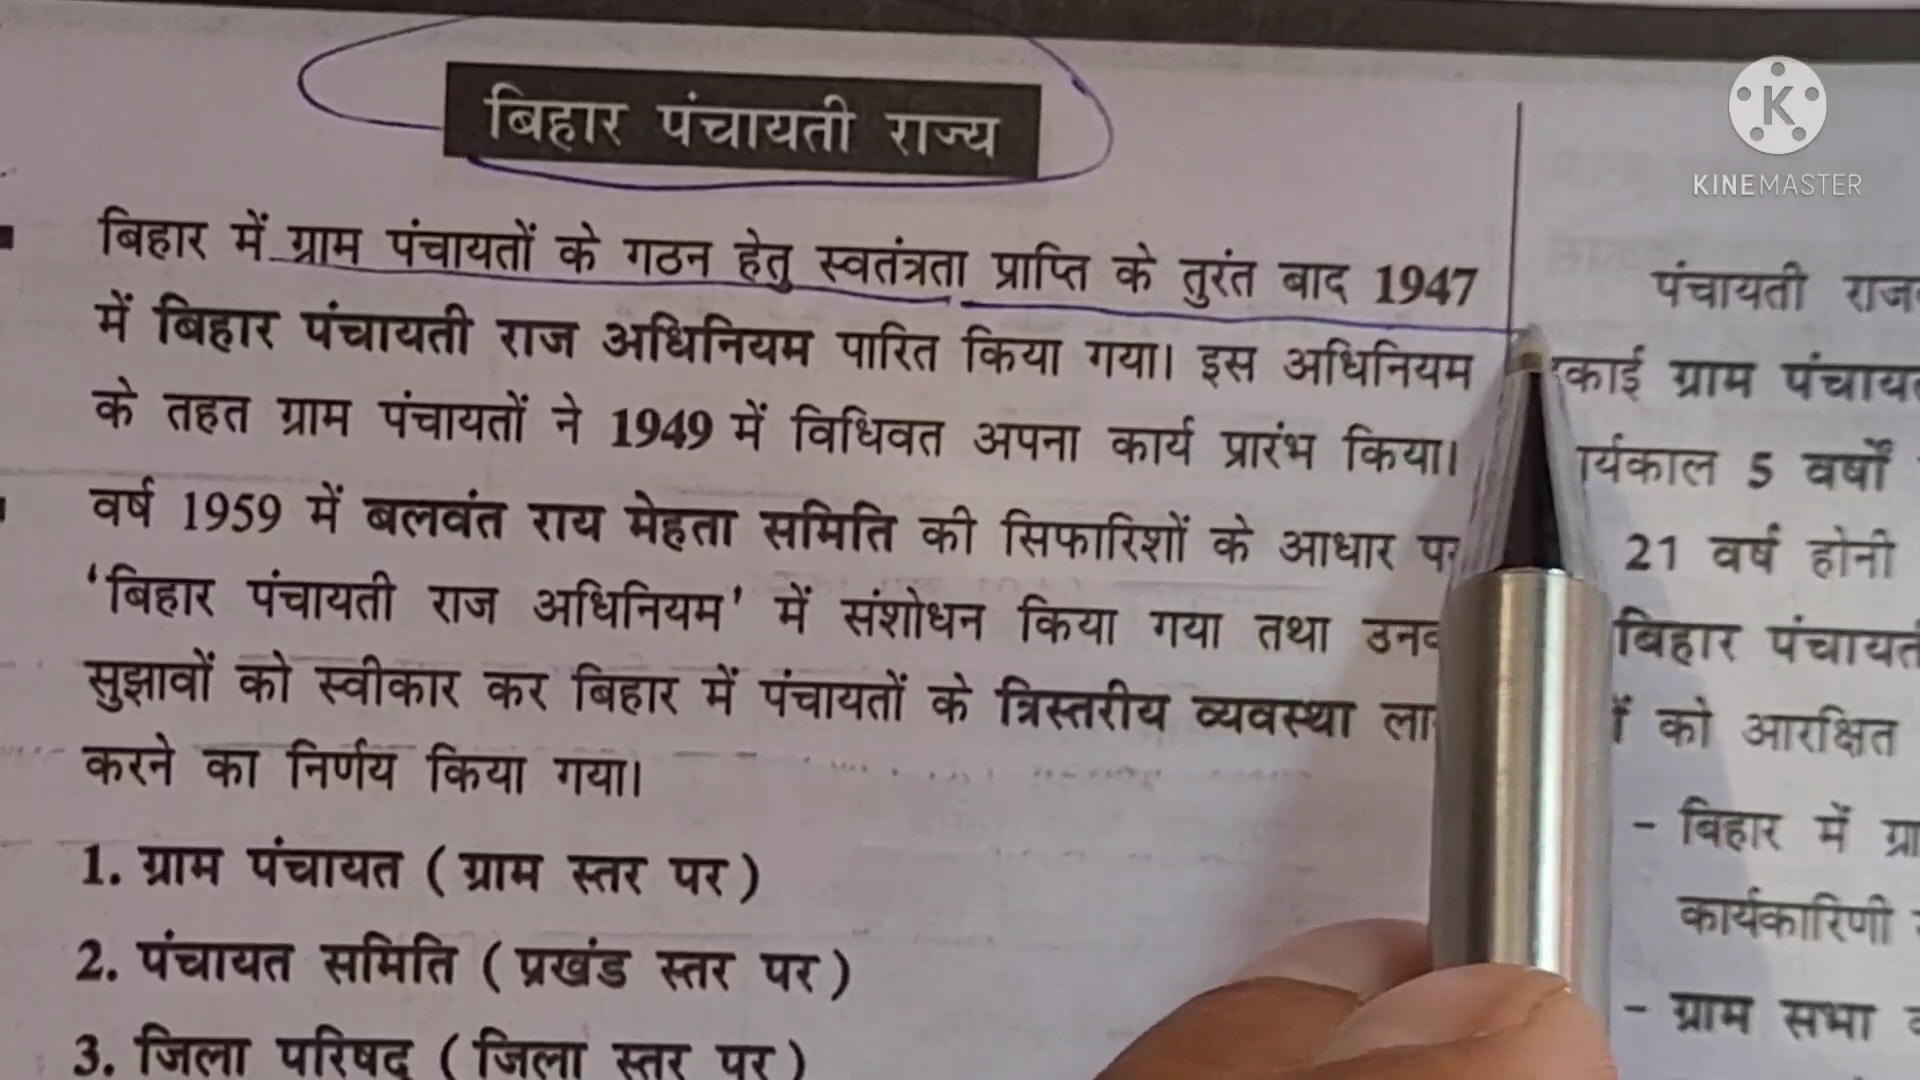 बिहार पंचायती राज्य
KINEMASTER
बिहार में ग्राम पंचायतों के गठन हेतु स्वतंत्रता प्राप्ति के तुरंत बाद 1947
में बिहार पंचायती राज अधिनियम पारित किया गया। इस अधिनियम
के तहत ग्राम पंचायतों ने 1949 में विधिवत अपना कार्य प्रारंभ किया।
वर्ष 1959 में बलवंत राय मेहता समिति की सिफारिशों के आधार
'बिहार पंचायती राज अधिनियम' में संशोधन किया गया तथा
सुझावों को स्वीकार कर बिहार में पंचायतों के त्रिस्तरीय व्यवस्था
करने का निर्णय किया गया।
1. ग्राम पंचायत (ग्राम स्तर पर)
2. पंचायत समिति (प्रखंड स्तर पर)
3. जिला परिषद (जिला स्तर पर)
पंचायती
ग्राम
5 वर्षों
21 वर्ष होनी
बिहार
को आरक्षित
- बिहार में
कार्यकारिणी
- ग्राम सभा